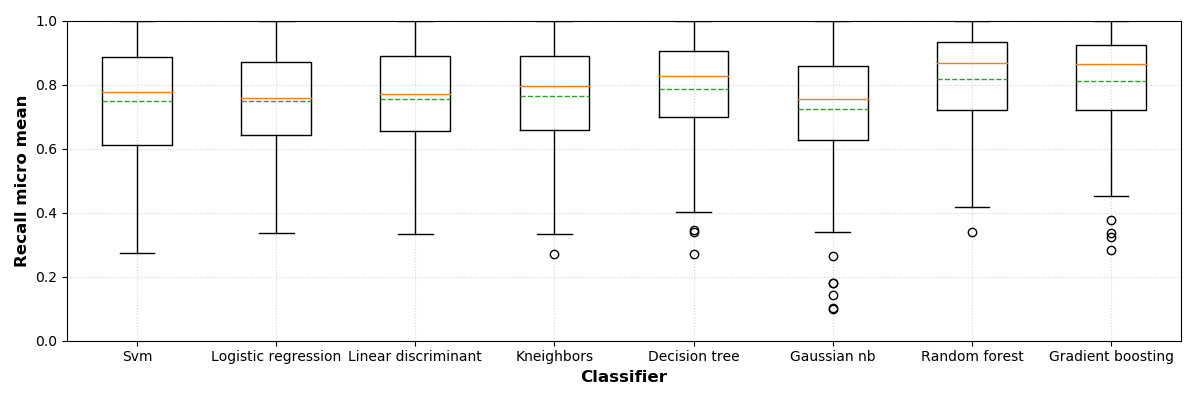 Recall micro mean
1.0
0.8
0.6
0.4
0.2
0.0
Svm Logistic regression Linear discriminant Kneighbors Decision tree Gaussian nb Random forest Gradient boosting
Classifier